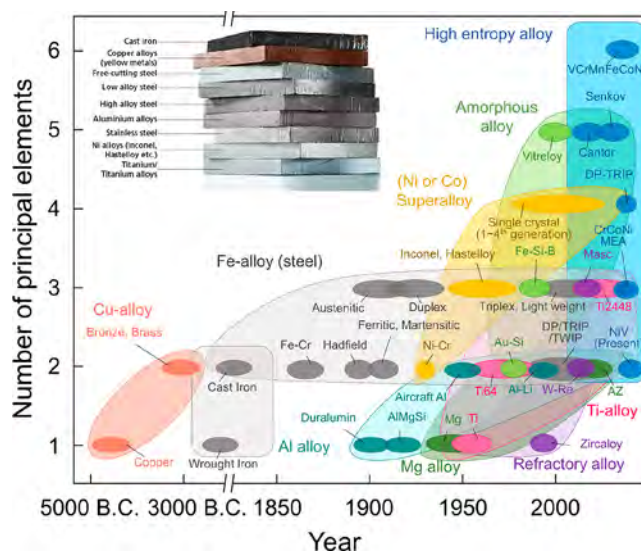 Cast iron
Copper alloys
(yellow metals)
Free-cutting steel
Low alloy steel
High alloy steel
Aluminium alloys
Stainless steel
Ni alloys (Inconel,
Hastelloy etc.)
Titanium/
Titanium alloys
High entropy alloy
VCrMnFeCoNi
Senkov
Amorphous
alloy
Vitreloy
Cantor
DP-TRIP
(Ni or Co)
Superalloy
Single crystal
(1~4th generation)
CrCoNi
MEA
Inconel, Hastelloy
Fe-Si-B
Masc
Fe-alloy (steel)
Austenitic
Duplex
Triplex, Light weight
Ti2448
Cu-alloy
Bronze, Brass
Ferritic, Martensitic
Fe-Cr
Hadfield
Ni-Cr
Au-Si
DP/TRIP
/TWIP
NiV
(Present)
Cast Iron
Aircraft Al
Ti64
Al-Li
W-Re
AZ
Duralumin
AlMgSi
Mg
Ti
Ti-alloy
Copper
Wrought Iron
Al alloy
Mg alloy
Zircaloy
Refractory alloy
Number of principal elements
6
5
4
3
2
1
5000 B.C.
3000 B.C.
1850
1900
1950
2000
Year